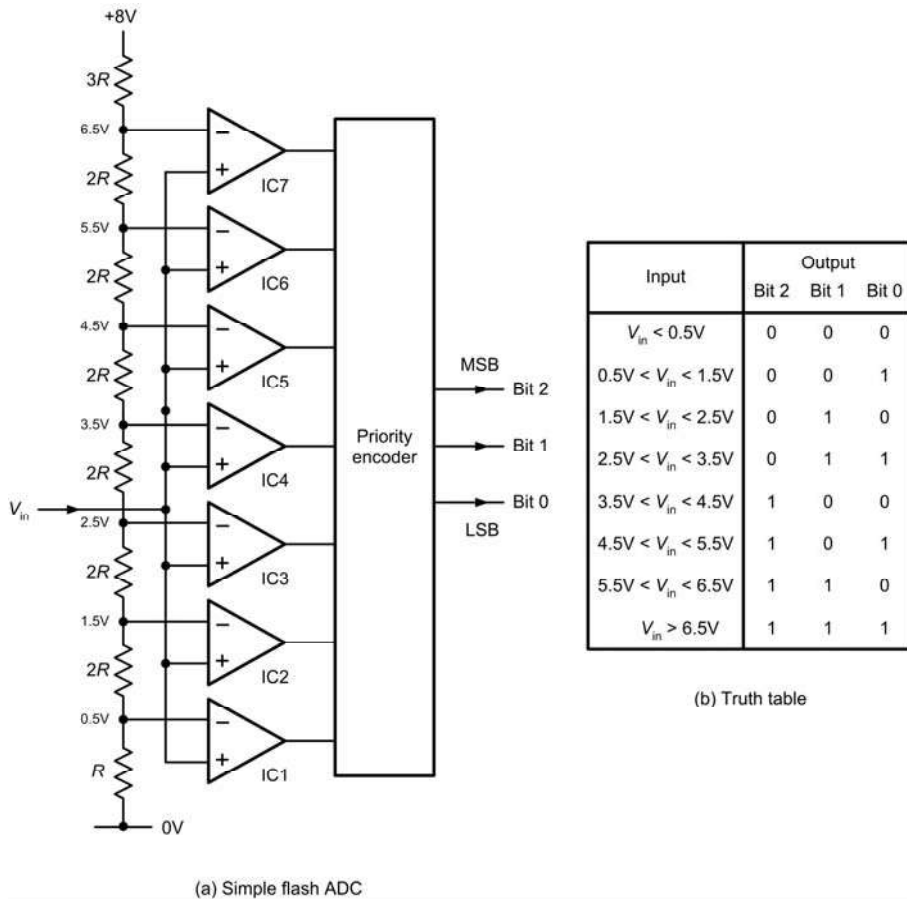 +8V
3R
6.5V
−
+
IC7
2R
5.5V
−
+
IC6
2R
4.5V
−
+
IC5
2R
3.5V
−
+
IC4
2R
V_in
2.5V
−
+
IC3
2R
1.5V
−
+
IC2
2R
0.5V
−
+
IC1
R
0V
Priority
encoder
MSB
Bit 2
Bit 1
Bit 0
LSB
(a) Simple flash ADC
Input Output
Bit 2 Bit 1 Bit 0
V_in < 0.5V 0 0 0
0.5V < V_in < 1.5V 0 0 1
1.5V < V_in < 2.5V 0 1 0
2.5V < V_in < 3.5V 0 1 1
3.5V < V_in < 4.5V 1 0 0
4.5V < V_in < 5.5V 1 0 1
5.5V < V_in < 6.5V 1 1 0
V_in > 6.5V 1 1 1
(b) Truth table